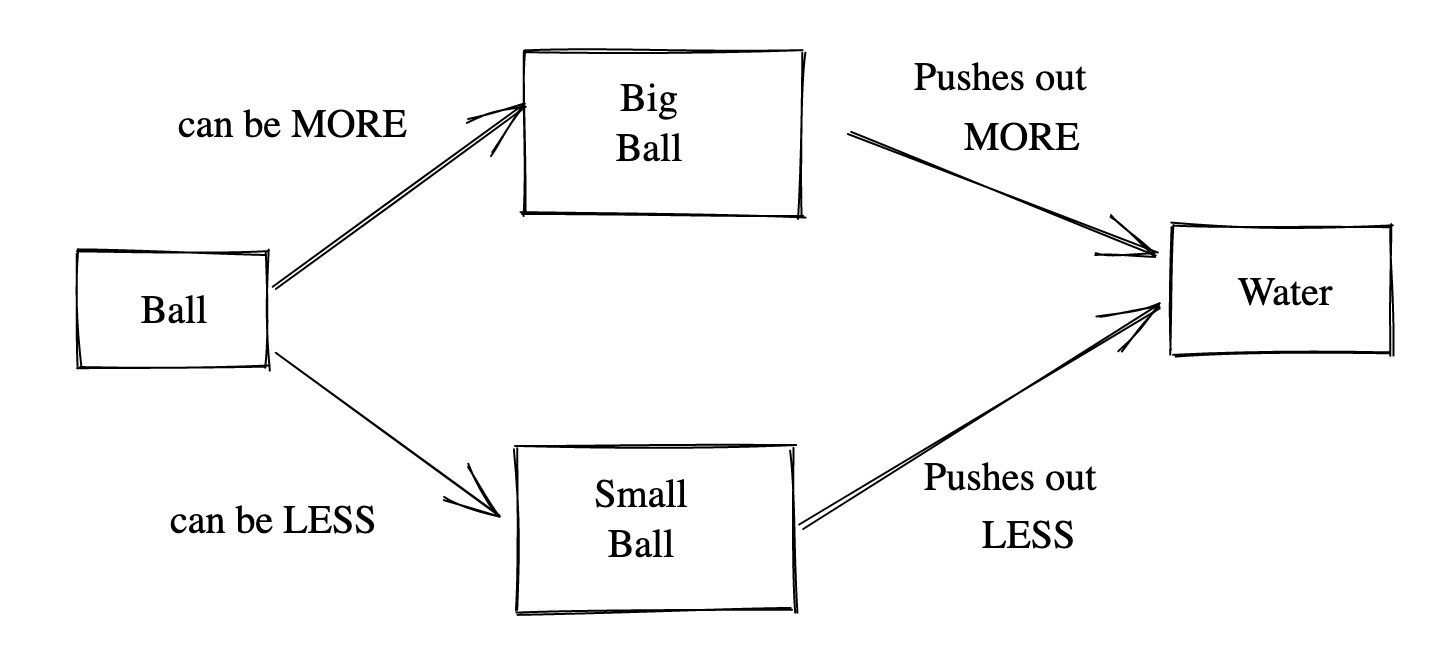 can be MORE
Big
Ball
Pushes out
MORE
Ball
Water
can be LESS
Small
Ball
Pushes out
LESS